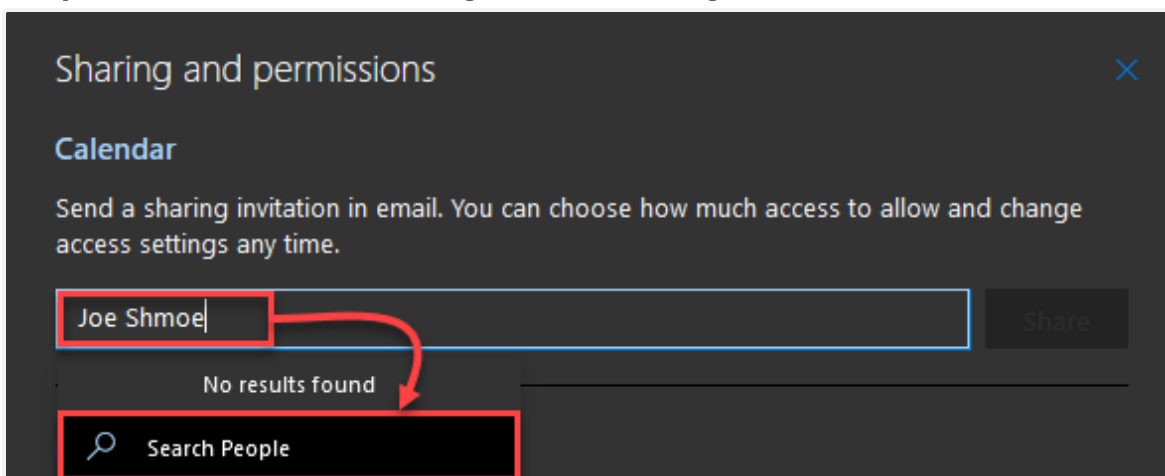 Sharing and permissions
Calendar
Send a sharing invitation in email. You can choose how much access to allow and change
access settings any time.
Joe Shmoe
Share
No results found
Search People